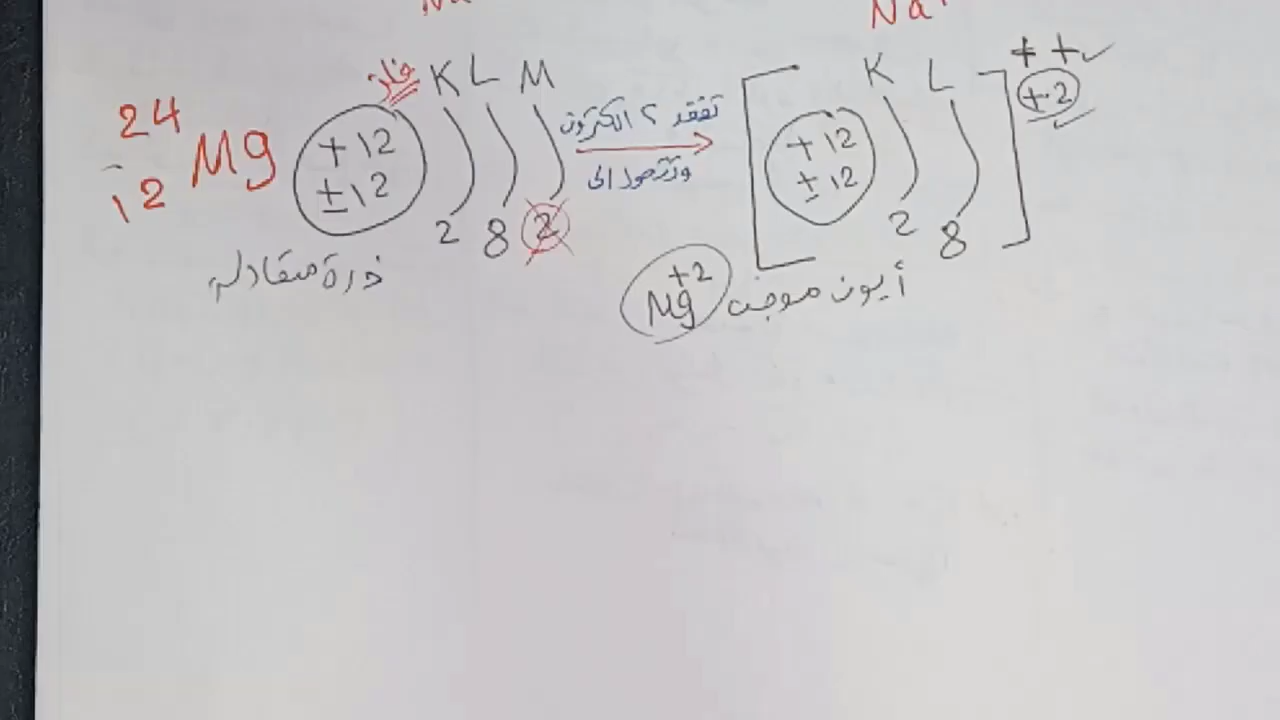 Na Na+
24 12 Mg فلز K L M +12 ±12 2 8 2
تفقد ٢ الكترون
وتتحول الى
K L +12 ±12 2 8 + + +2
ذرة متعادلة
أيون موجب Mg+2